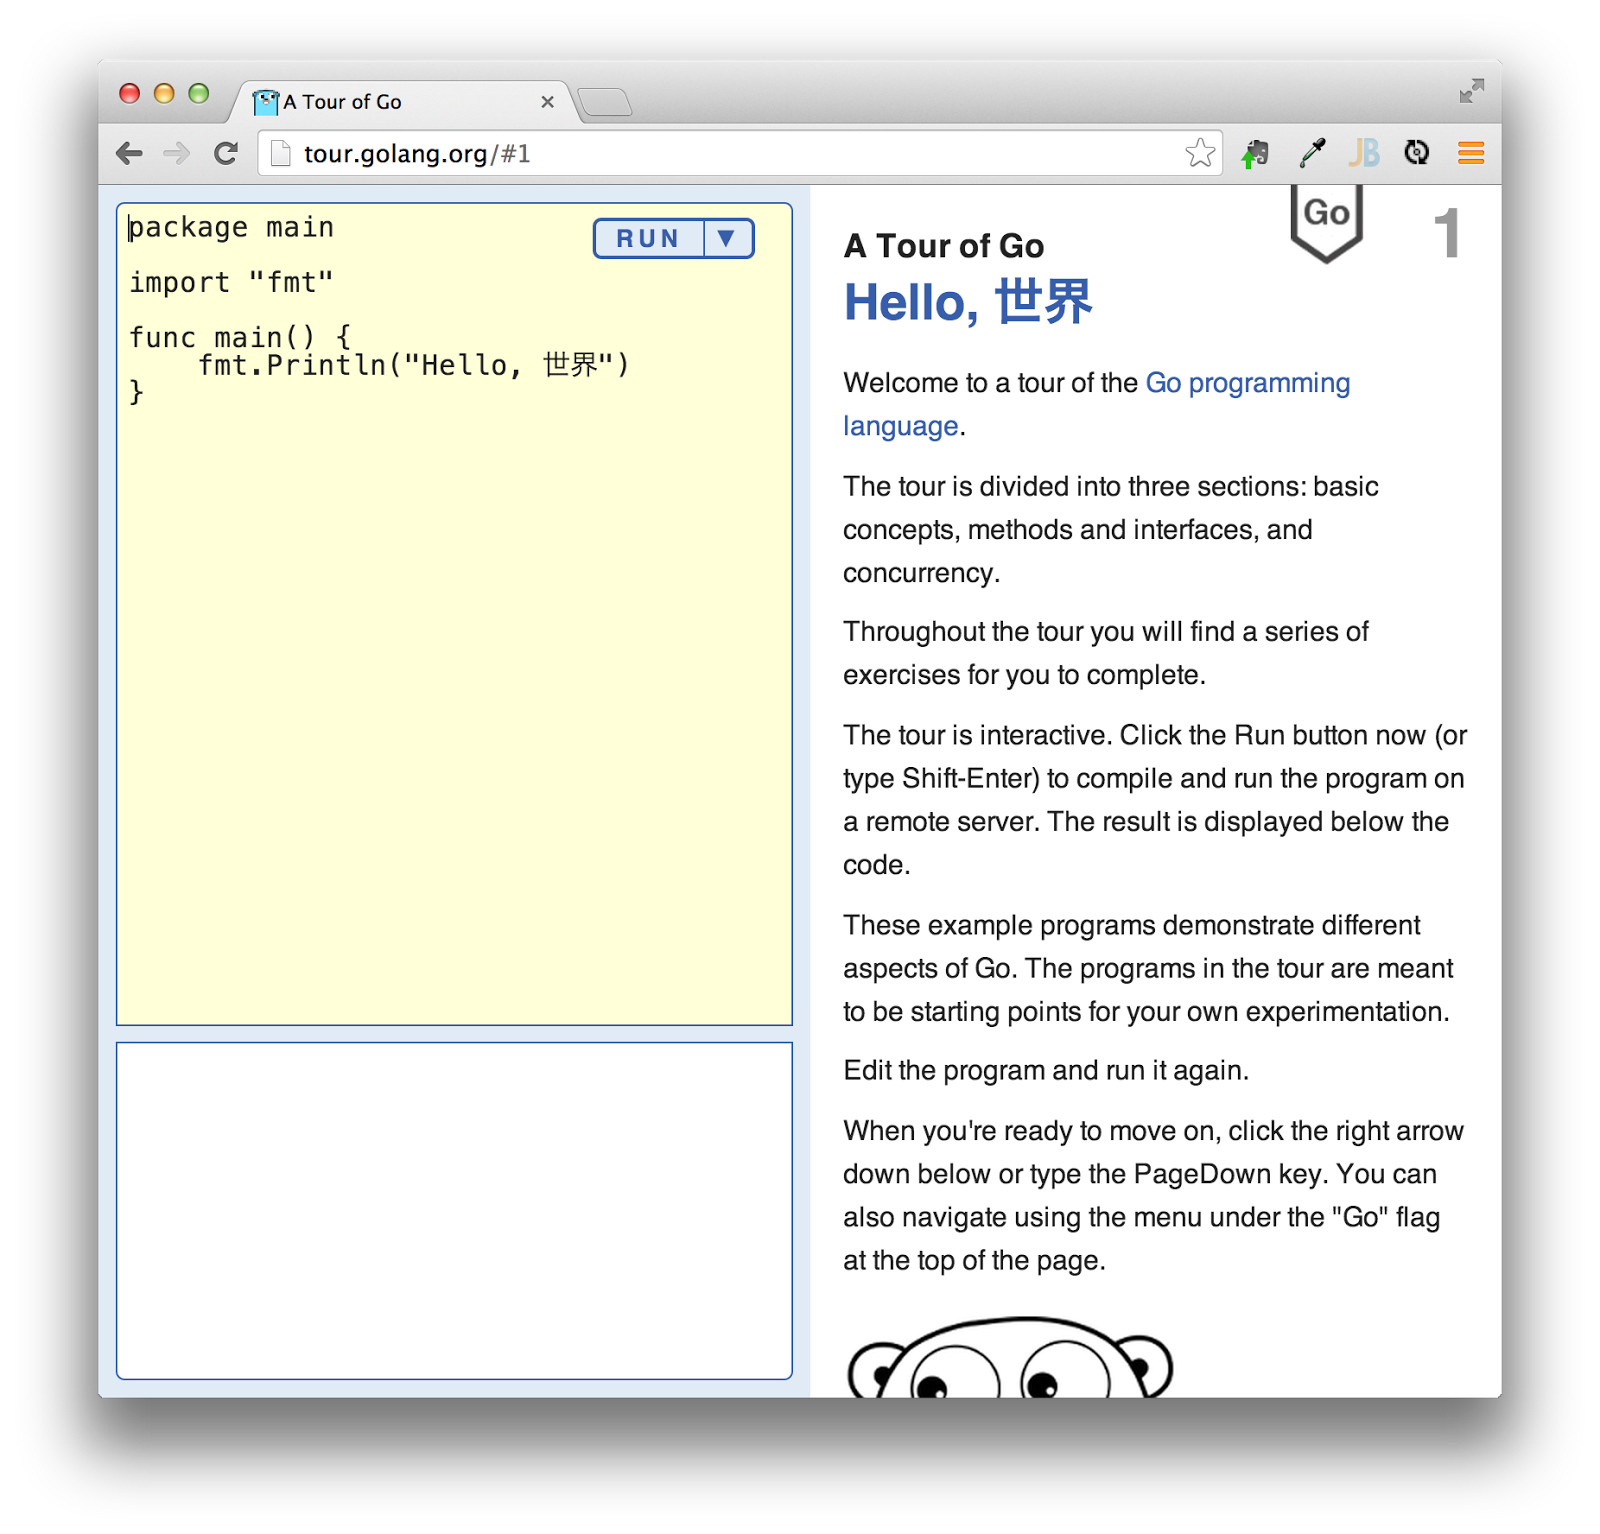 A Tour of Go
tour.golang.org/#1
JB
package main
RUN
import "fmt"
func main() {
    fmt.Println("Hello, 世界")
}
Go
1
A Tour of Go
Hello, 世界
Welcome to a tour of the Go programming
language.
The tour is divided into three sections: basic
concepts, methods and interfaces, and
concurrency.
Throughout the tour you will find a series of
exercises for you to complete.
The tour is interactive. Click the Run button now (or
type Shift-Enter) to compile and run the program on
a remote server. The result is displayed below the
code.
These example programs demonstrate different
aspects of Go. The programs in the tour are meant
to be starting points for your own experimentation.
Edit the program and run it again.
When you're ready to move on, click the right arrow
down below or type the PageDown key. You can
also navigate using the menu under the "Go" flag
at the top of the page.